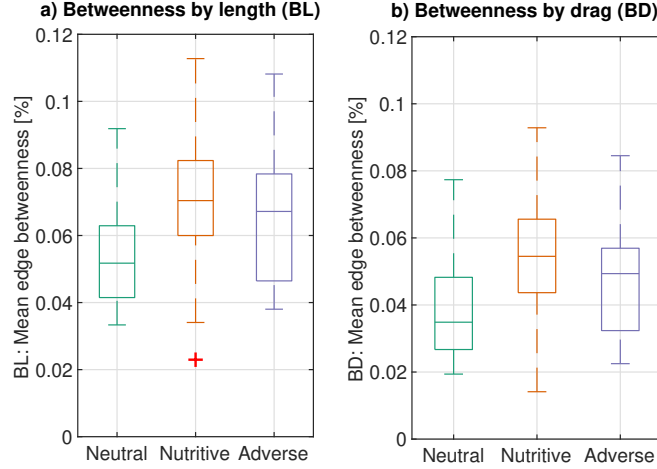 a) Betweenness by length (BL)
BL: Mean edge betweenness [%]
0.12
0.1
0.08
0.06
0.04
0.02
0
Neutral Nutritive Adverse
b) Betweenness by drag (BD)
BD: Mean edge betweenness [%]
0.12
0.1
0.08
0.06
0.04
0.02
0
Neutral Nutritive Adverse